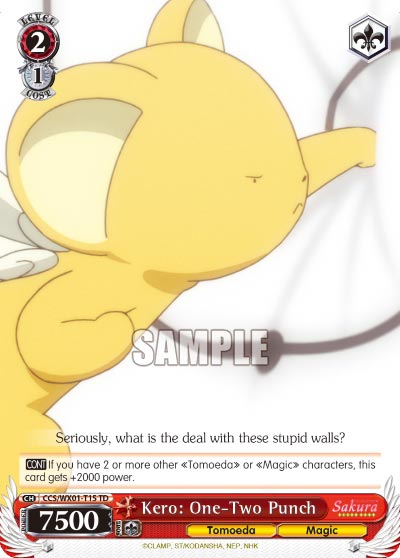 LEVEL
2
1
COST
SAMPLE
Seriously, what is the deal with these stupid walls?
CONT If you have 2 or more other «Tomoeda» or «Magic» characters, this
card gets +2000 power.
GH CCS/WX01-T15 TD
7500
Kero: One-Two Punch
Sakura
Tomoeda Magic
©CLAMP, ST/KODANSHA, NEP, NHK